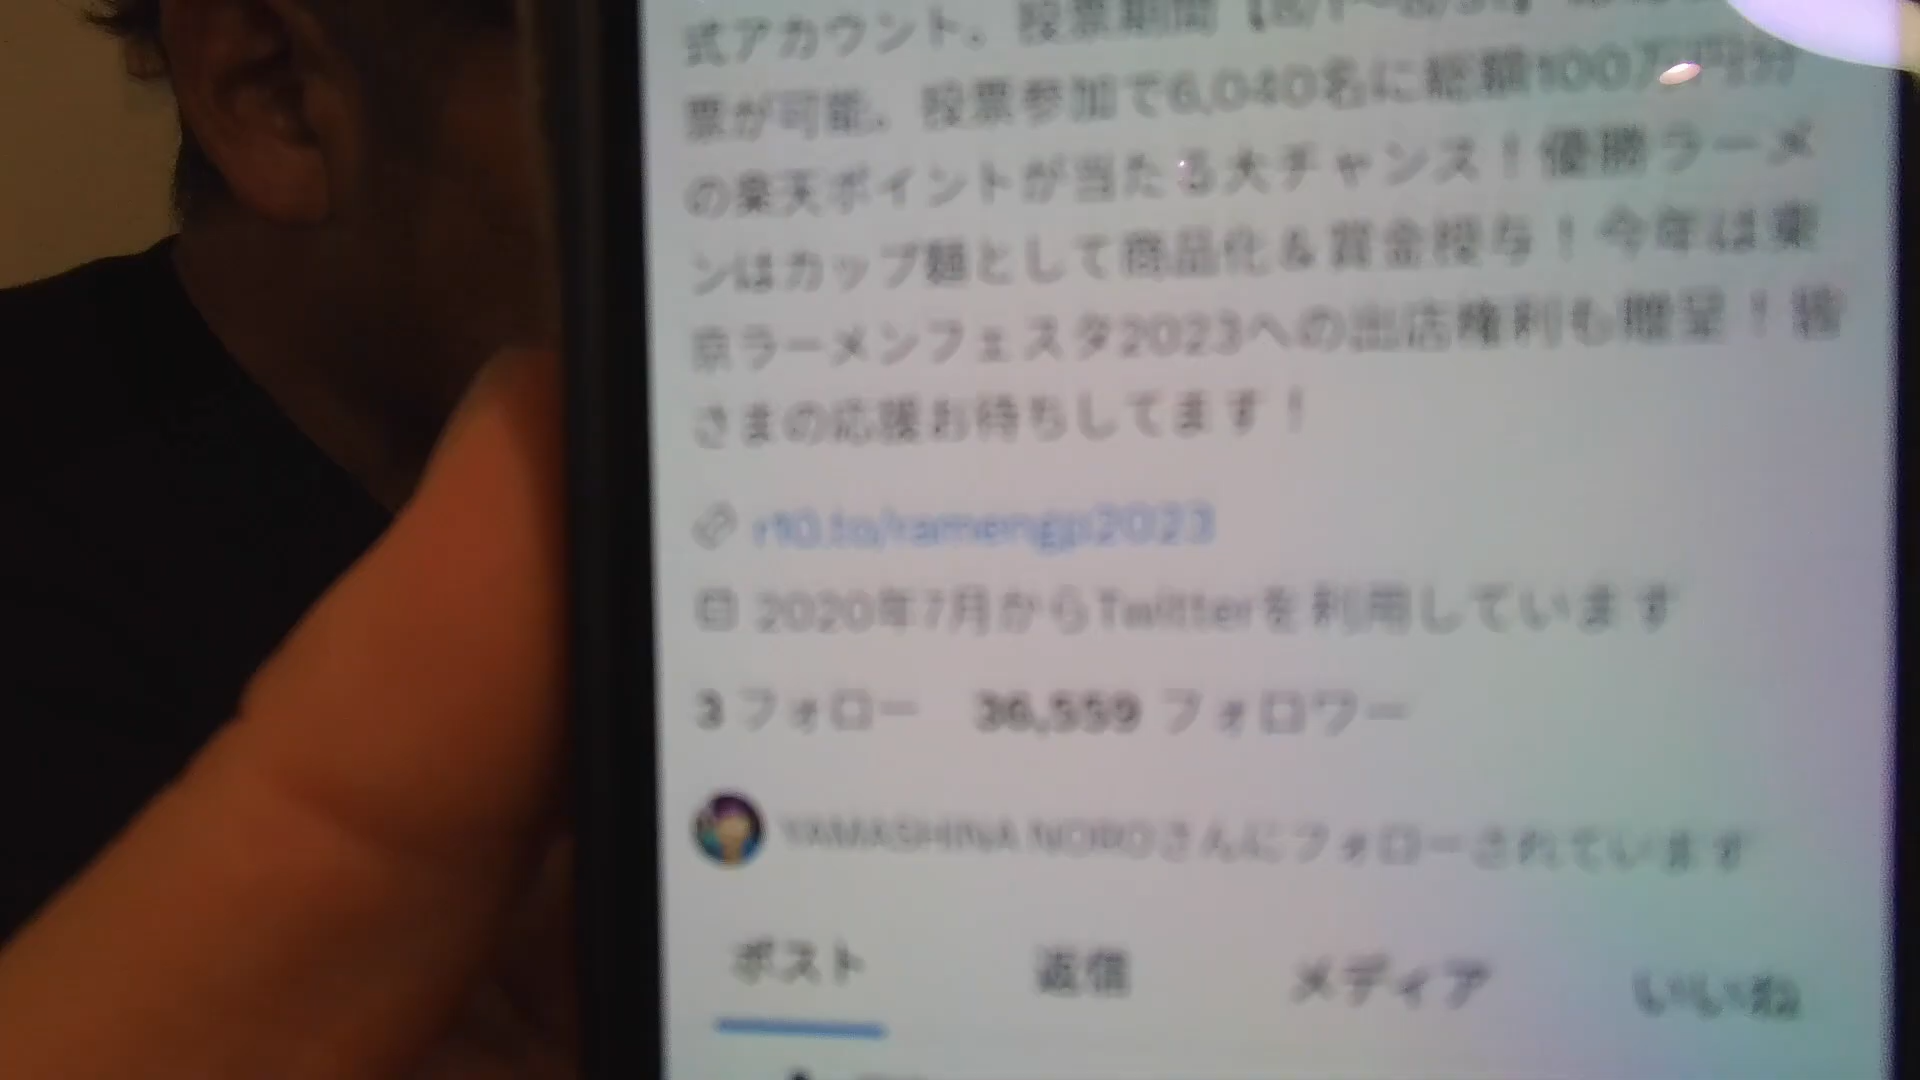 式アカウント。投票期間【8/1〜8/31】
票が可能。投票参加で6,040名に総額100万円分
の楽天ポイントが当たる大チャンス！優勝ラーメ
ンはカップ麺として商品化＆賞金授与！今年は東
京ラーメンフェスタ2023への出店権利も贈呈！皆
さまの応援お待ちしてます！
r10.to/ramengp2023
2020年7月からTwitterを利用しています
3 フォロー 36,559 フォロワー
YAMASHINA NOROさんにフォローされています
ポスト 返信 メディア いいね